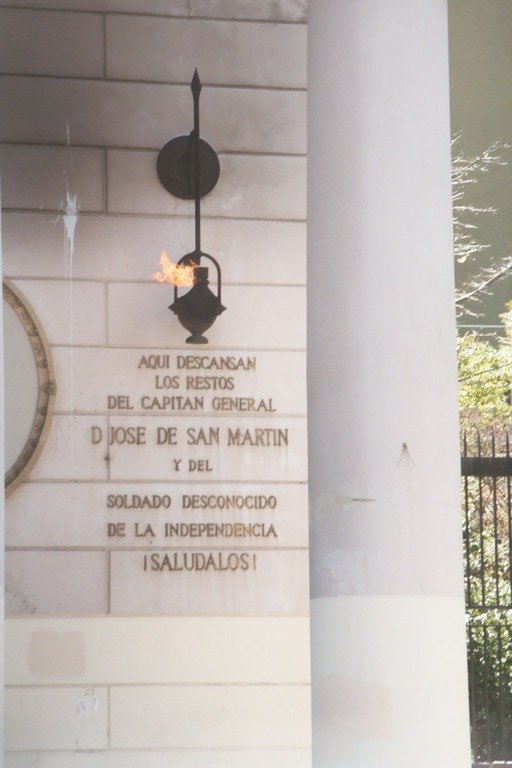 AQUI DESCANSAN
LOS RESTOS
DEL CAPITAN GENERAL
D JOSE DE SAN MARTIN
Y DEL
SOLDADO DESCONOCIDO
DE LA INDEPENDENCIA
¡SALUDALOS!